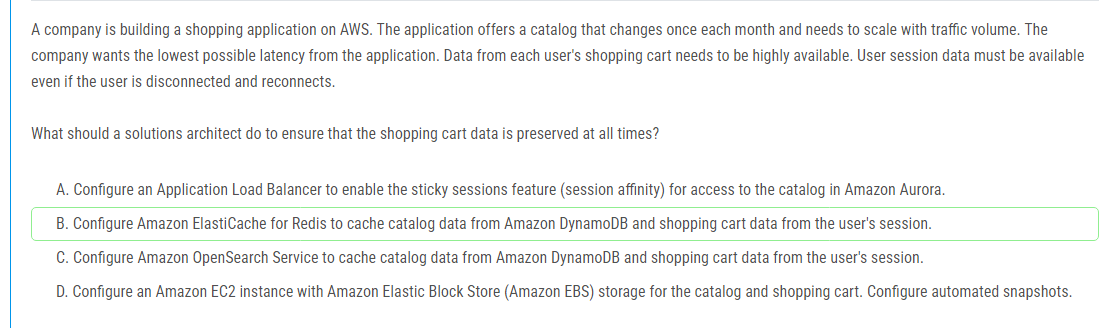 A company is building a shopping application on AWS. The application offers a catalog that changes once each month and needs to scale with traffic volume. The
company wants the lowest possible latency from the application. Data from each user's shopping cart needs to be highly available. User session data must be available
even if the user is disconnected and reconnects.
What should a solutions architect do to ensure that the shopping cart data is preserved at all times?
A. Configure an Application Load Balancer to enable the sticky sessions feature (session affinity) for access to the catalog in Amazon Aurora.
B. Configure Amazon ElastiCache for Redis to cache catalog data from Amazon DynamoDB and shopping cart data from the user's session.
C. Configure Amazon OpenSearch Service to cache catalog data from Amazon DynamoDB and shopping cart data from the user's session.
D. Configure an Amazon EC2 instance with Amazon Elastic Block Store (Amazon EBS) storage for the catalog and shopping cart. Configure automated snapshots.